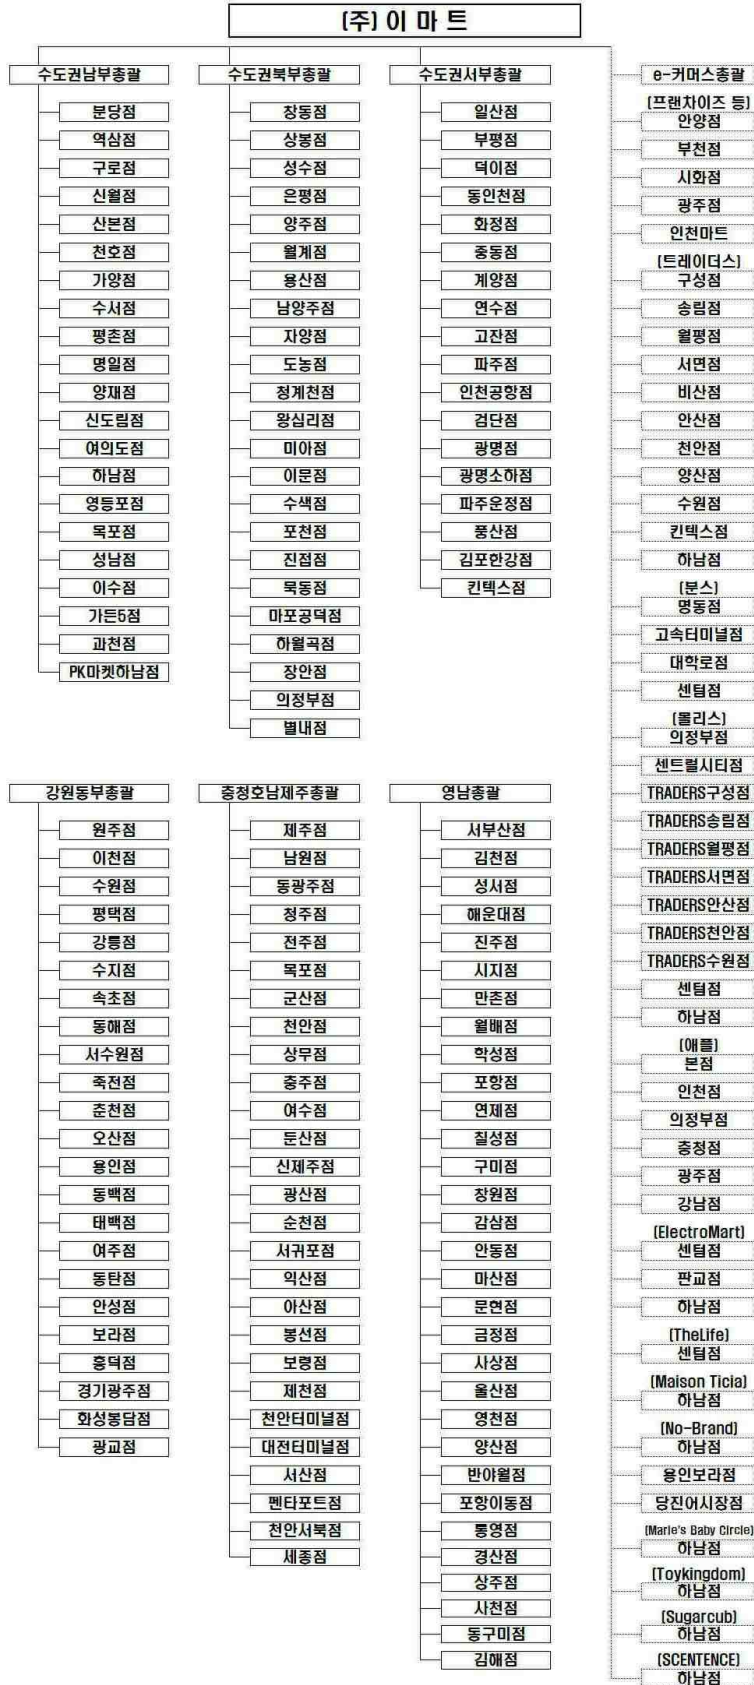 (주) 이 마 트
수도권남부총괄
분당점
역삼점
구로점
신월점
산본점
천호점
가양점
수서점
평촌점
명일점
양재점
신도림점
여의도점
하남점
영등포점
목포점
성남점
이수점
가든5점
과천점
PK마켓하남점
수도권북부총괄
창동점
상봉점
성수점
은평점
양주점
월계점
용산점
남양주점
자양점
도농점
청계천점
왕십리점
미아점
이문점
수색점
포천점
진접점
묵동점
마포공덕점
하월곡점
장안점
의정부점
별내점
수도권서부총괄
일산점
부평점
덕이점
동인천점
화정점
중동점
계양점
연수점
고잔점
파주점
인천공항점
검단점
광명점
광명소하점
파주운정점
풍산점
김포한강점
킨텍스점
강원동부총괄
원주점
이천점
수원점
평택점
강릉점
수지점
속초점
동해점
서수원점
죽전점
춘천점
오산점
용인점
동백점
태백점
여주점
동탄점
안성점
보라점
흥덕점
경기광주점
화성봉담점
광교점
충청호남제주총괄
제주점
남원점
동광주점
청주점
전주점
목포점
군산점
천안점
상무점
충주점
여수점
둔산점
신제주점
광산점
순천점
서귀포점
익산점
아산점
봉선점
보령점
제천점
천안터미널점
대전터미널점
서산점
펜타포트점
천안서북점
세종점
영남총괄
서부산점
김천점
성서점
해운대점
진주점
시지점
만촌점
월배점
학성점
포항점
연제점
칠성점
구미점
창원점
감삼점
안동점
마산점
문현점
금정점
사상점
울산점
영천점
양산점
반야월점
포항이동점
통영점
경산점
상주점
사천점
동구미점
김해점
e-커머스총괄
(프랜차이즈 등)
안양점
부천점
시화점
광주점
인천마트
(트레이더스)
구성점
송림점
월평점
서면점
비산점
안산점
천안점
양산점
수원점
킨텍스점
하남점
(분스)
명동점
고속터미널점
대학로점
센텀점
(몰리스)
의정부점
센트럴시티점
TRADERS구성점
TRADERS송림점
TRADERS월평점
TRADERS서면점
TRADERS안산점
TRADERS천안점
TRADERS수원점
센텀점
하남점
(애플)
본점
인천점
의정부점
충청점
광주점
강남점
(ElectroMart)
센텀점
판교점
하남점
(TheLife)
센텀점
(Maison Ticia)
하남점
(No-Brand)
하남점
용인보라점
당진어시장점
(Marie's Baby Circle)
하남점
(Toykingdom)
하남점
(Sugarcub)
하남점
(SCENTENCE)
하남점